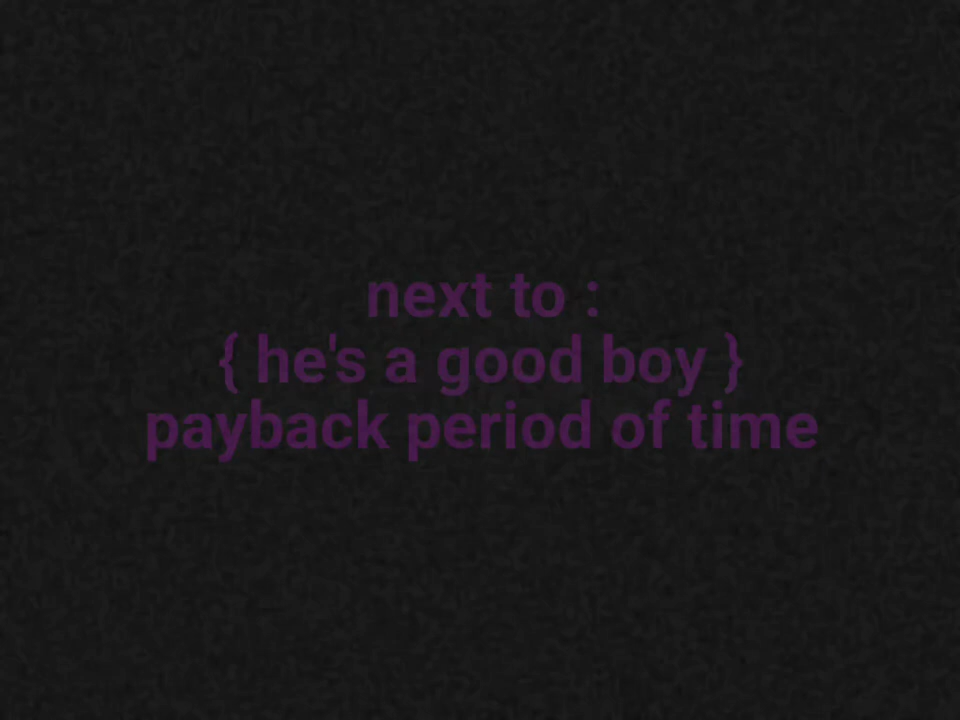 next to :
{ he's a good boy }
payback period of time